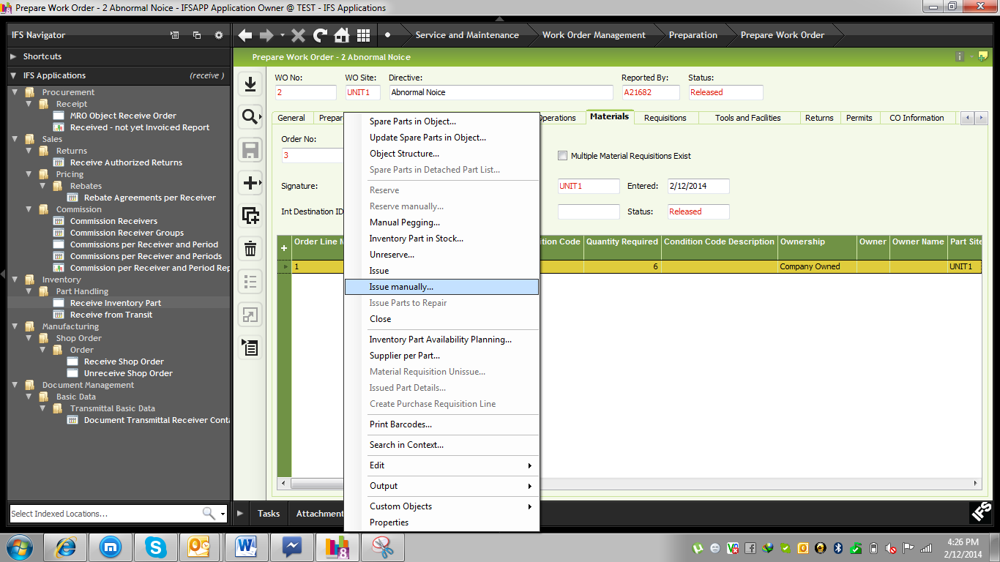 Prepare Work Order - 2 Abnormal Noice - IFSAPP Application Owner @ TEST - IFS Applications
IFS Navigator
Service and Maintenance
Work Order Management
Preparation
Prepare Work Order
Shortcuts
IFS Applications
(receive )
Procurement
Receipt
MRO Object Receive Order
Received - not yet Invoiced Report
Sales
Returns
Receive Authorized Returns
Pricing
Rebates
Rebate Agreements per Receiver
Commission
Commission Receivers
Commission Receiver Groups
Commissions per Receiver and Period
Commissions per Receiver and Periods
Commission per Receiver and Period Rep
Inventory
Part Handling
Receive Inventory Part
Receive from Transit
Manufacturing
Shop Order
Order
Receive Shop Order
Unreceive Shop Order
Document Management
Basic Data
Transmittal Basic Data
Document Transmittal Receiver Conta
Select Indexed Locations...
Prepare Work Order - 2 Abnormal Noice
WO No: WO Site: Directive: Reported By: Status:
2 UNIT1 Abnormal Noice A21682 Released
General Prepar Operations Materials Requisitions Tools and Facilities Returns Permits CO Information
Order No:
3
Multiple Material Requisitions Exist
Signature: UNIT1 Entered: 2/12/2014
Int Destination ID Status: Released
Order Line N ition Code Quantity Required Condition Code Description Ownership Owner Owner Name Part Site
1 6 Company Owned UNIT1
Spare Parts in Object...
Update Spare Parts in Object...
Object Structure...
Spare Parts in Detached Part List...
Reserve
Reserve manually...
Manual Pegging...
Inventory Part in Stock...
Unreserve...
Issue
Issue manually...
Issue Parts to Repair
Close
Inventory Part Availability Planning...
Supplier per Part...
Material Requisition Unissue...
Issued Part Details...
Create Purchase Requisition Line
Print Barcodes...
Search in Context...
Edit
Output
Custom Objects
Properties
Tasks
Attachment
IFS
4:26 PM
2/12/2014